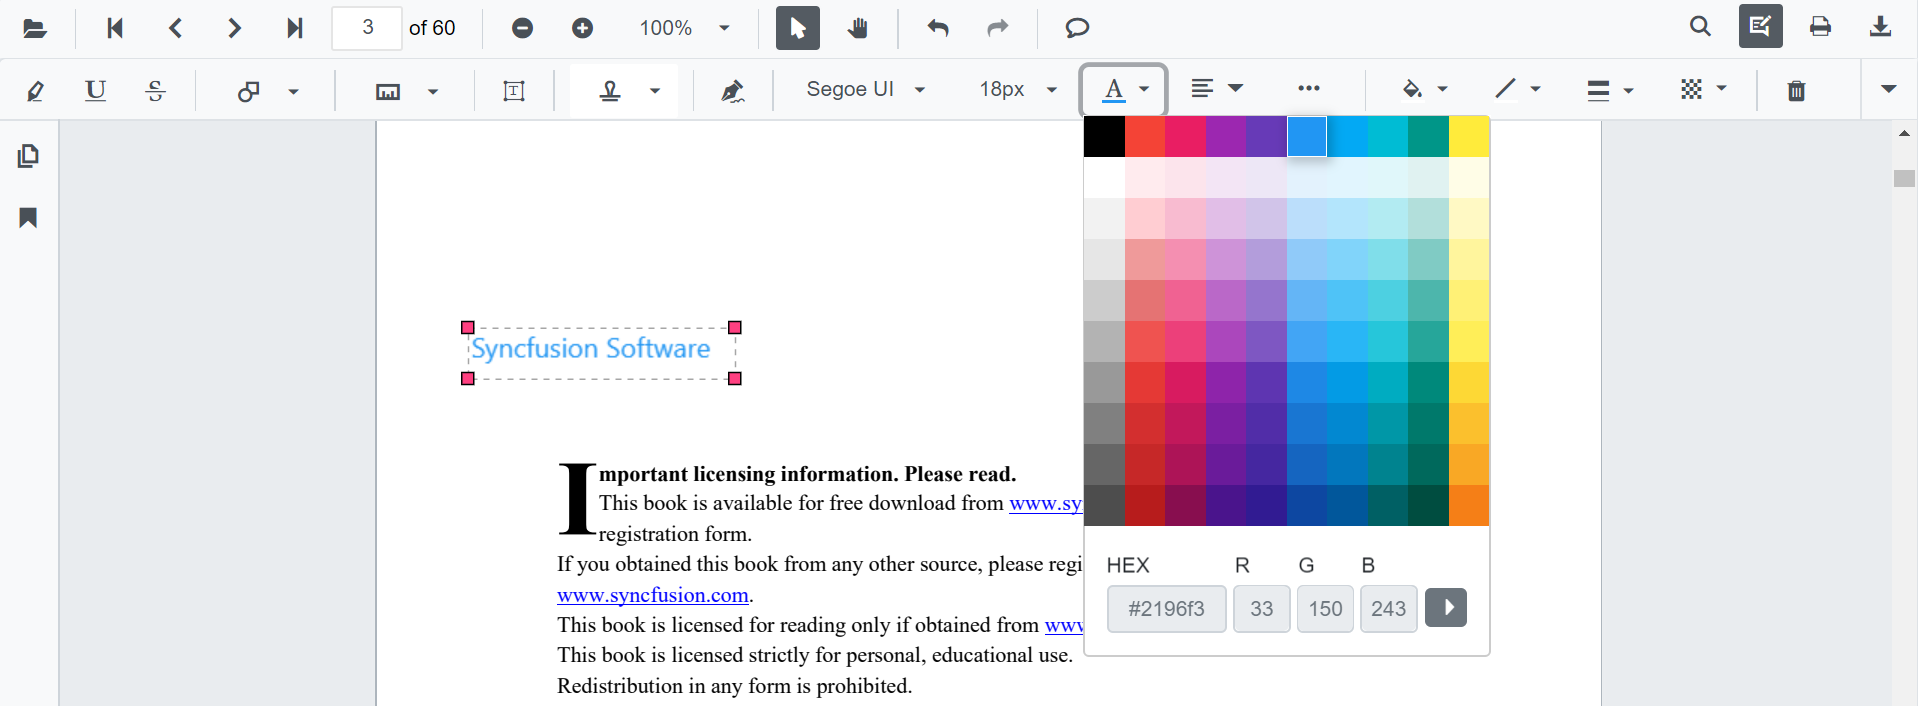 3 of 60
100%
U S T Segoe UI 18px A
Syncfusion Software
Important licensing information. Please read.
This book is available for free download from www.sy
registration form.
If you obtained this book from any other source, please regi
www.syncfusion.com.
This book is licensed for reading only if obtained from www
This book is licensed strictly for personal, educational use.
Redistribution in any form is prohibited.
HEX R G B
#2196f3 33 150 243